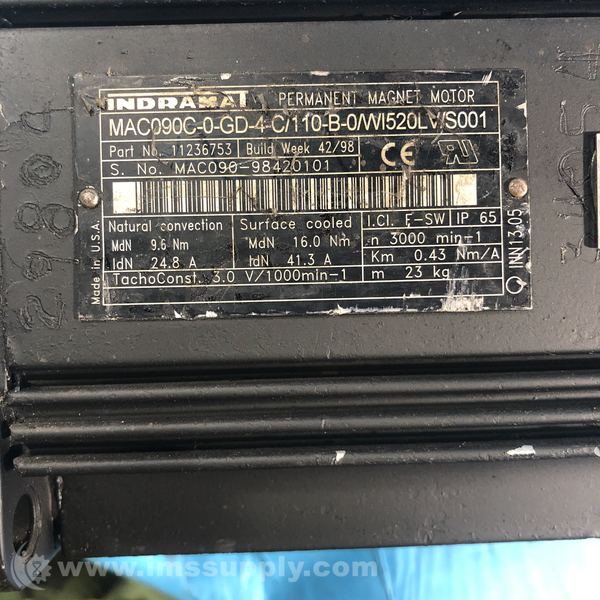 INDRAMAT PERMANENT MAGNET MOTOR
MAC090C-0-GD-4-C/110-B-0/WI520LV/S001
Part No. 11236753 Build Week 42/98
S. No. MAC090-98420101
CE
Natural convection Surface cooled I.Cl. F-SW IP 65
MdN 9.6 Nm MdN 16.0 Nm n 3000 min-1
IdN 24.8 A IdN 41.3 A Km 0.43 Nm/A
TachoConst. 3.0 V/1000min-1 m 23 kg
Made in U.S.A.
INN 13.05
www.imssupply.com